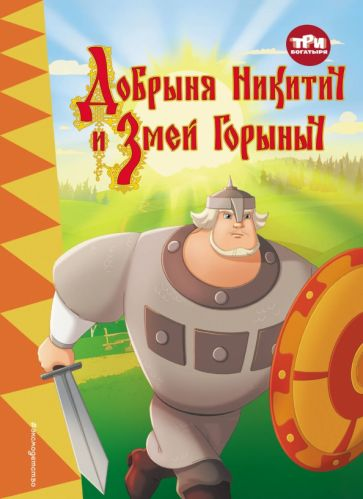 ТРИ
БОГАТЫРЯ
Добрыня Никитич
и Змей Горыныч
#эксмодетство